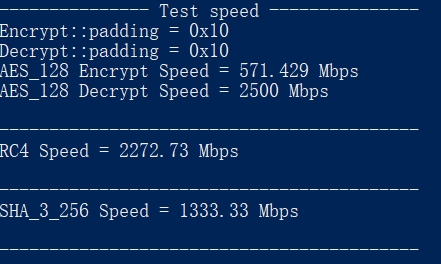 --------------- Test speed ---------------
Encrypt::padding = 0x10
Decrypt::padding = 0x10
AES_128 Encrypt Speed = 571.429 Mbps
AES_128 Decrypt Speed = 2500 Mbps
------------------------------------------
RC4 Speed = 2272.73 Mbps
------------------------------------------
SHA_3_256 Speed = 1333.33 Mbps
------------------------------------------